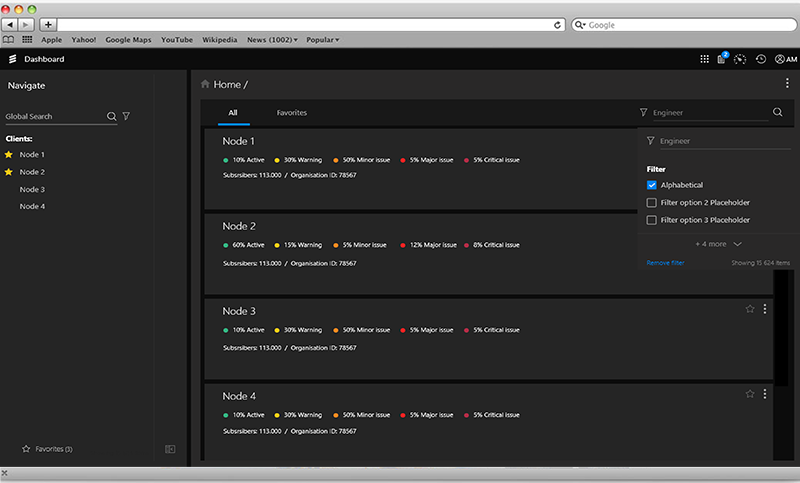 Google
Apple Yahoo! Google Maps YouTube Wikipedia News (1002) Popular
Dashboard 2 AM
Navigate
Global Search
Clients:
Node 1
Node 2
Node 3
Node 4
Favorites (3)
Home /
All Favorites Engineer
Node 1
10% Active 30% Warning 50% Minor issue 5% Major issue 5% Critical issue
Subsrsibers: 113.000 / Organisation ID: 78567
Node 2
60% Active 15% Warning 5% Minor issue 12% Major issue 8% Critical issue
Subsrsibers: 113.000 / Organisation ID: 78567
Node 3
10% Active 30% Warning 50% Minor issue 5% Major issue 5% Critical issue
Subsrsibers: 113.000 / Organisation ID: 78567
Node 4
10% Active 30% Warning 50% Minor issue 5% Major issue 5% Critical issue
Subsrsibers: 113.000 / Organisation ID: 78567
Engineer
Filter
Alphabetical
Filter option 2 Placeholder
Filter option 3 Placeholder
+ 4 more
Remove filter Showing 15 624 items